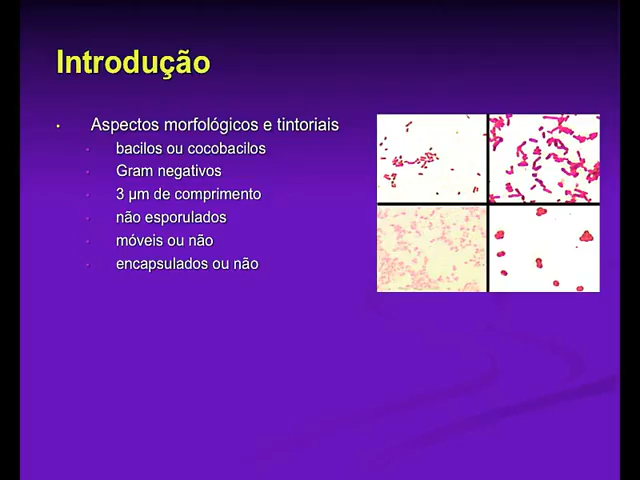 Introdução
• Aspectos morfológicos e tintoriais
• bacilos ou cocobacilos
• Gram negativos
• 3 µm de comprimento
• não esporulados
• móveis ou não
• encapsulados ou não